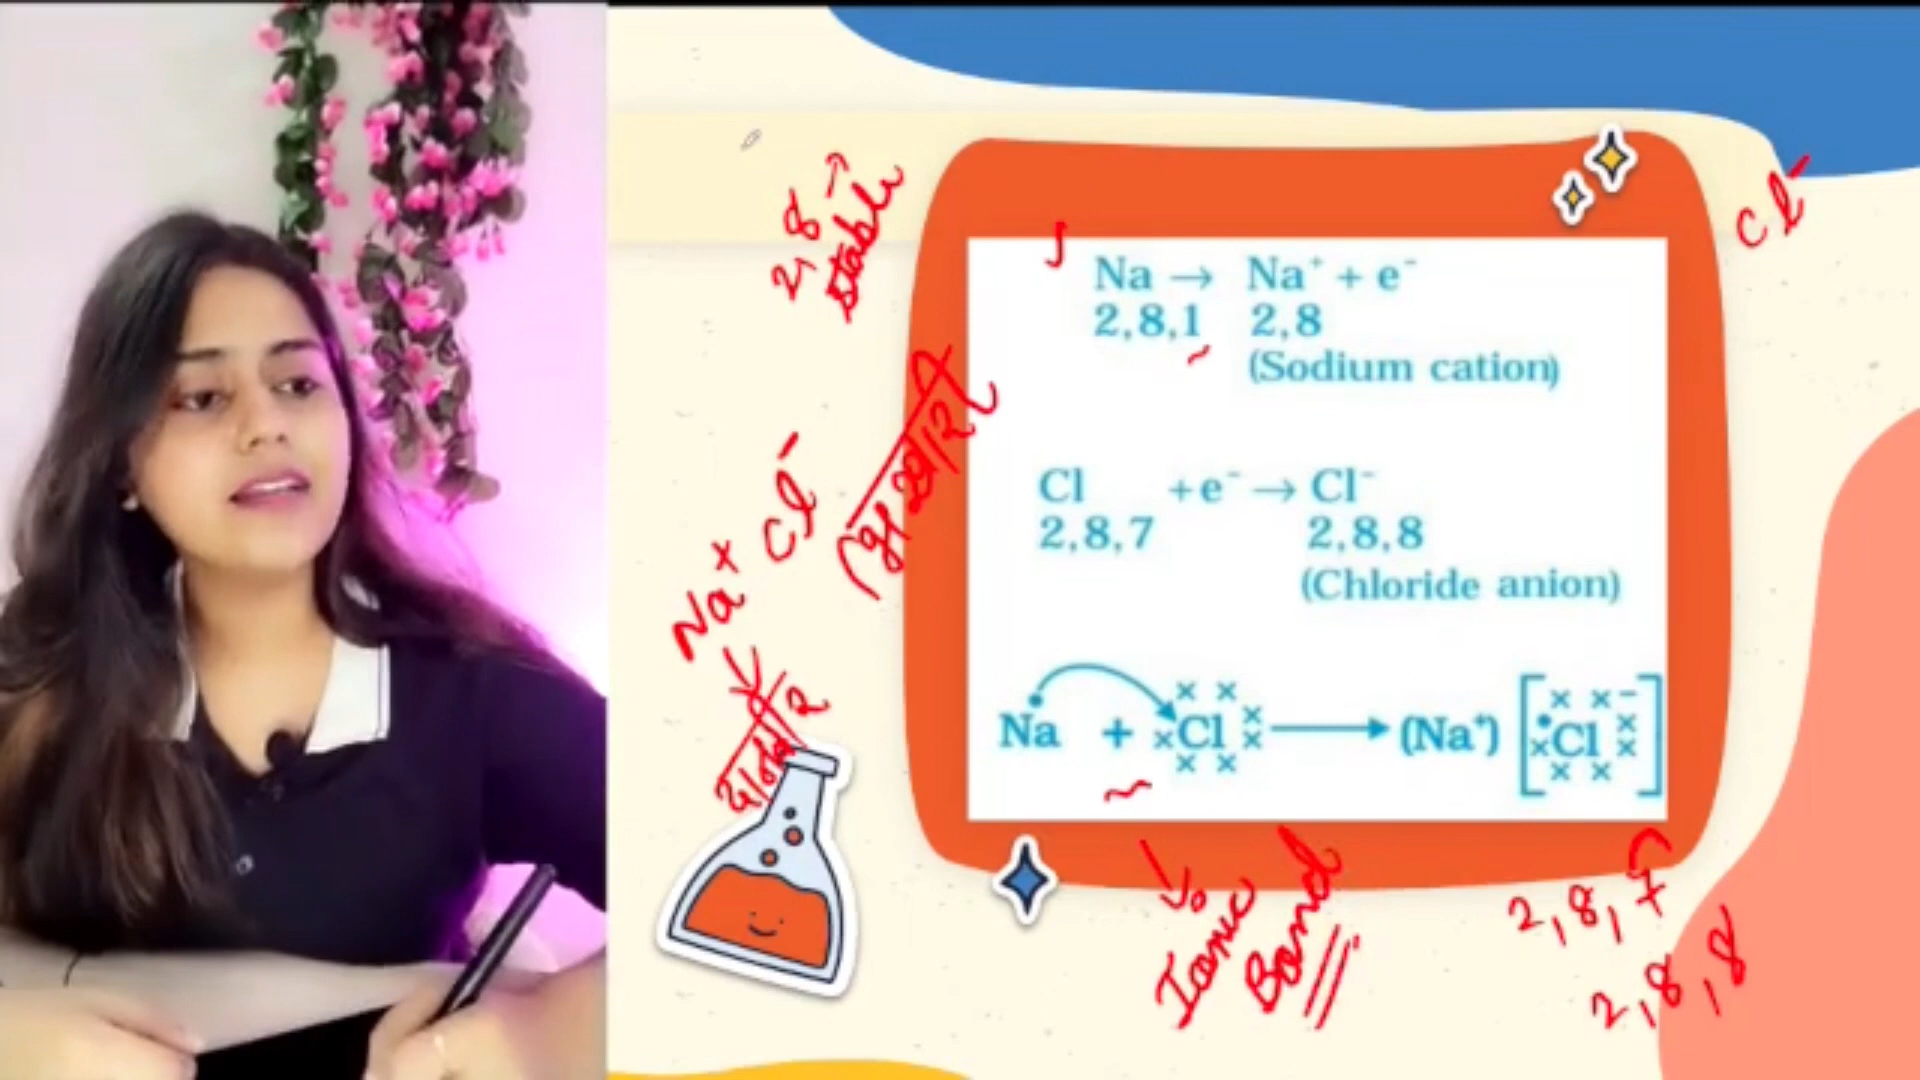 2, 8 → stable
Cl⁻
Na → Na⁺ + e⁻
2,8,1 2,8
(Sodium cation)
Cl +e⁻ → Cl⁻
2,8,7 2,8,8
(Chloride anion)
Na⁺ Cl⁻
Na + Cl → (Na⁺) [Cl]⁻
Ionic
Bond
2, 8, 7
2, 8, 8